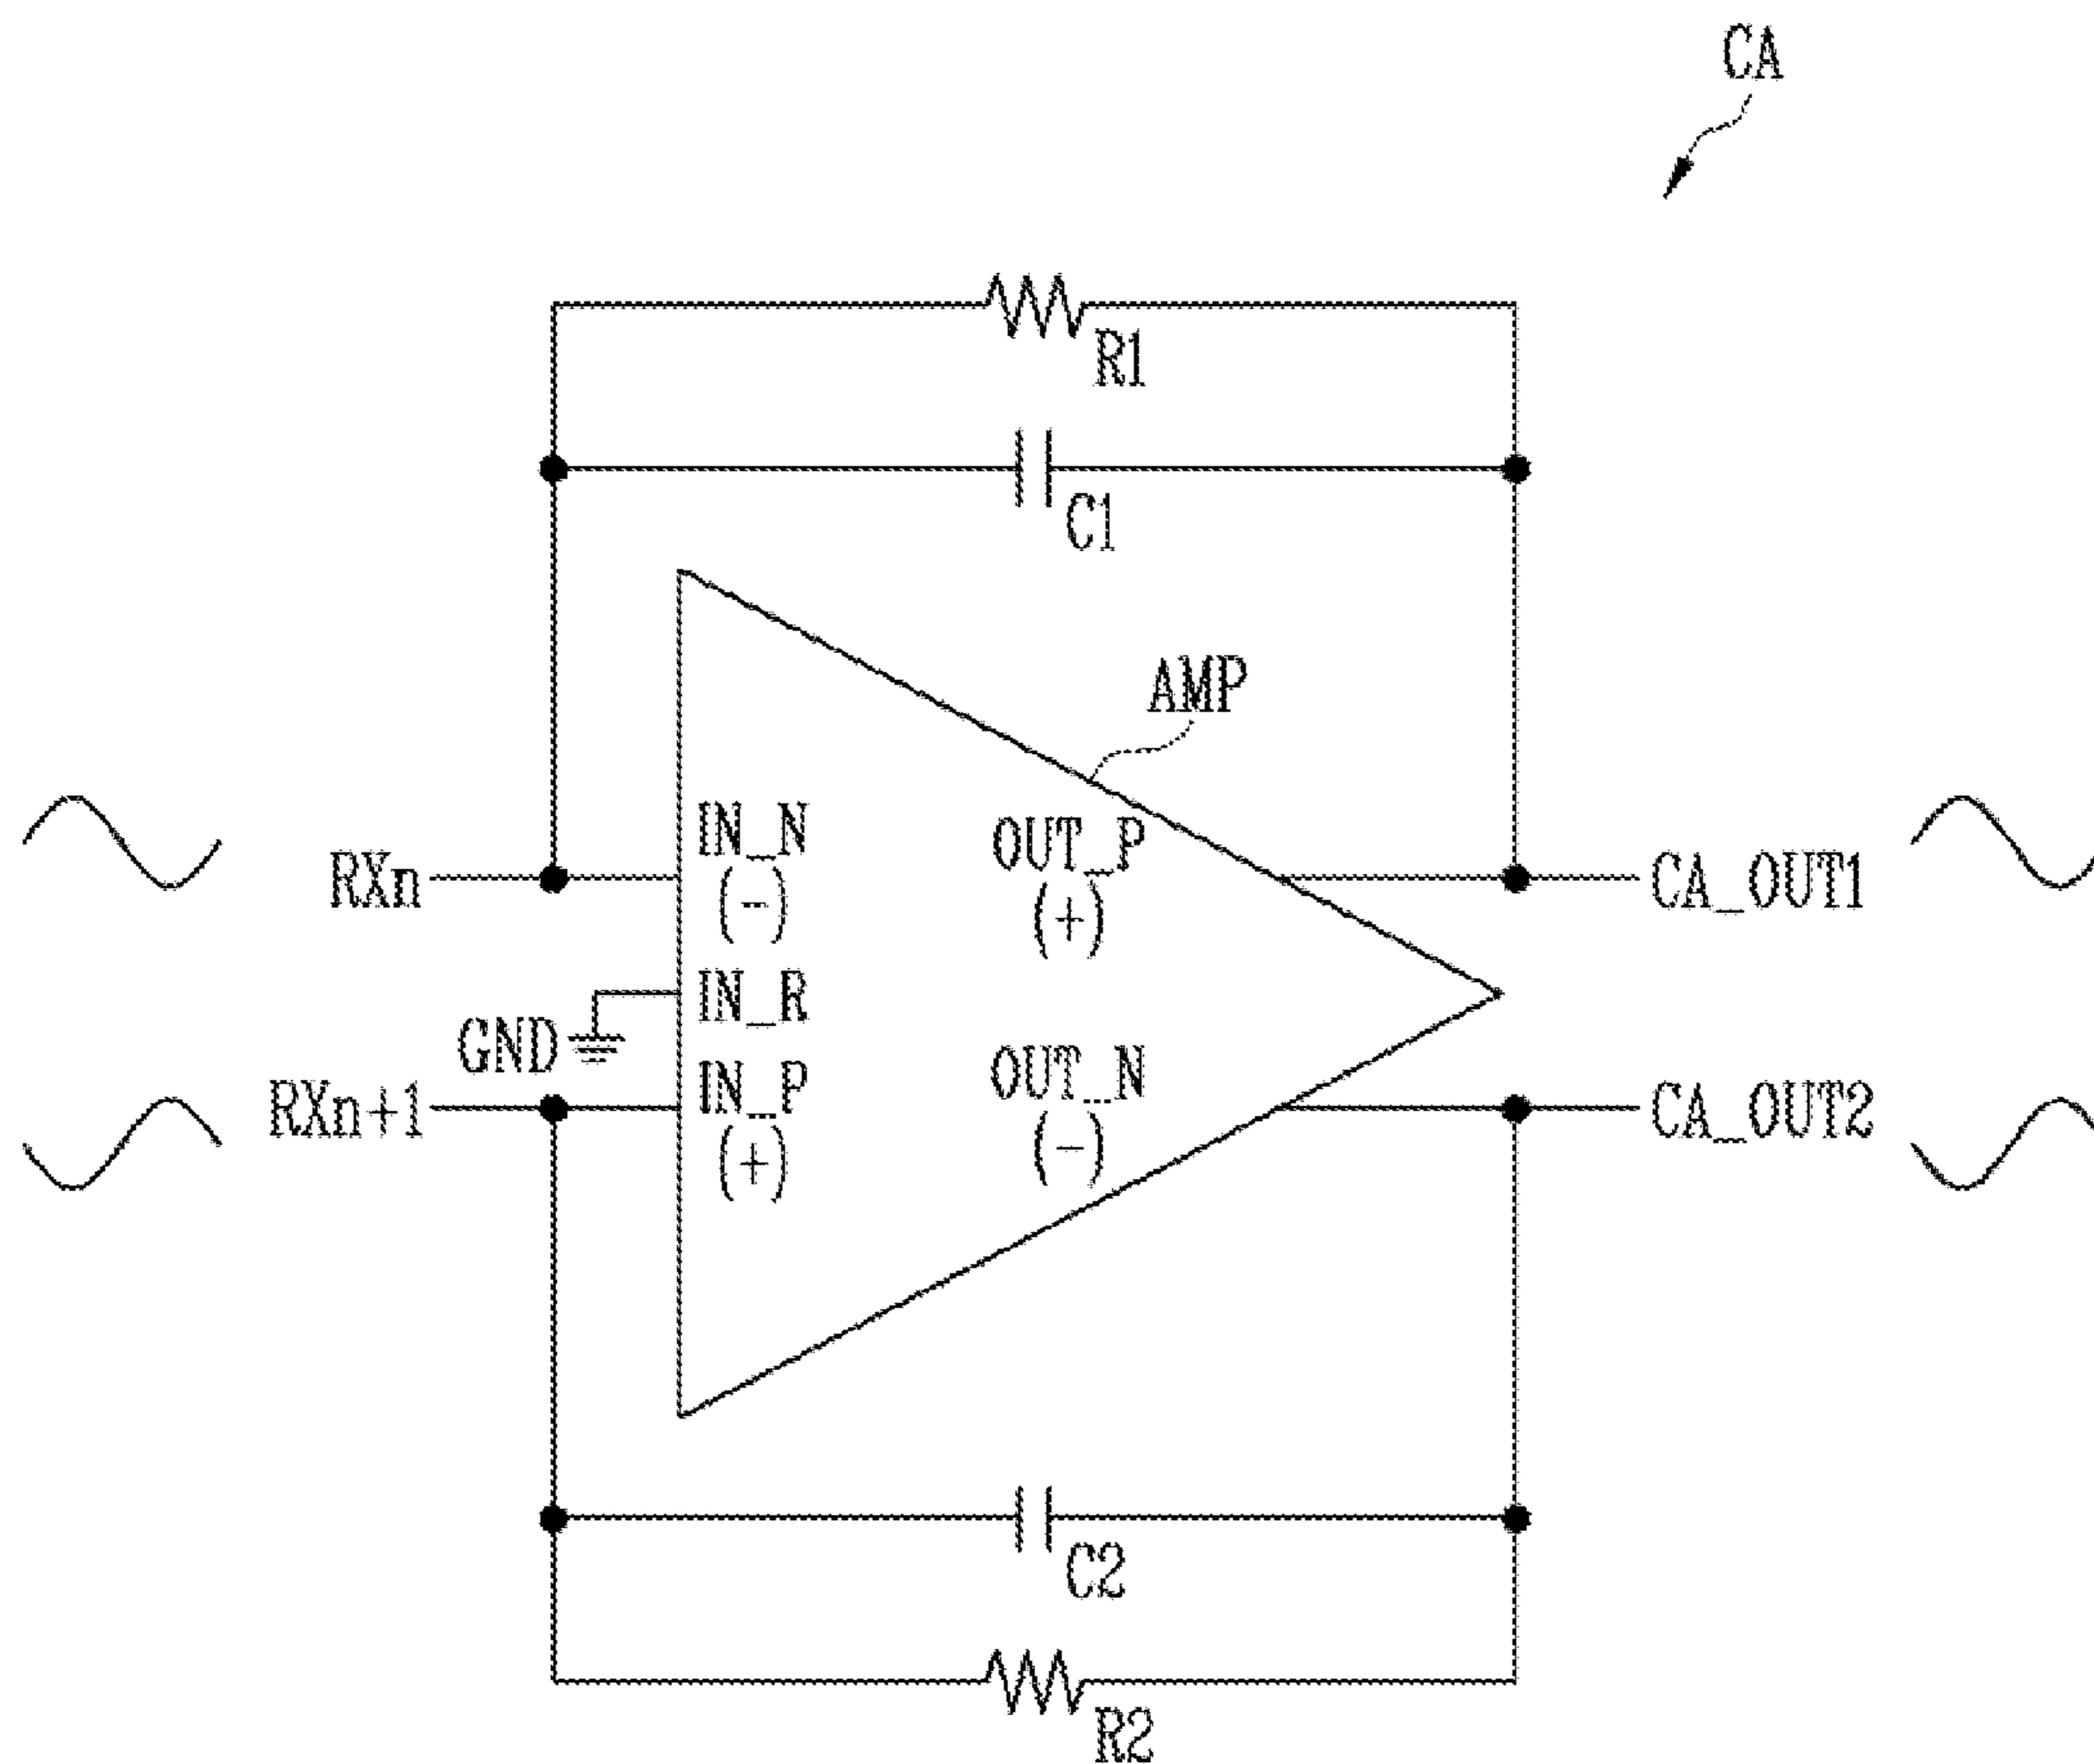 CA
R1
C1
AMP
IN_N
(-)
OUT_P
(+)
RXn
CA_OUT1
IN_R
GND
IN_P
(+)
OUT_N
(-)
RXn+1
CA_OUT2
C2
R2